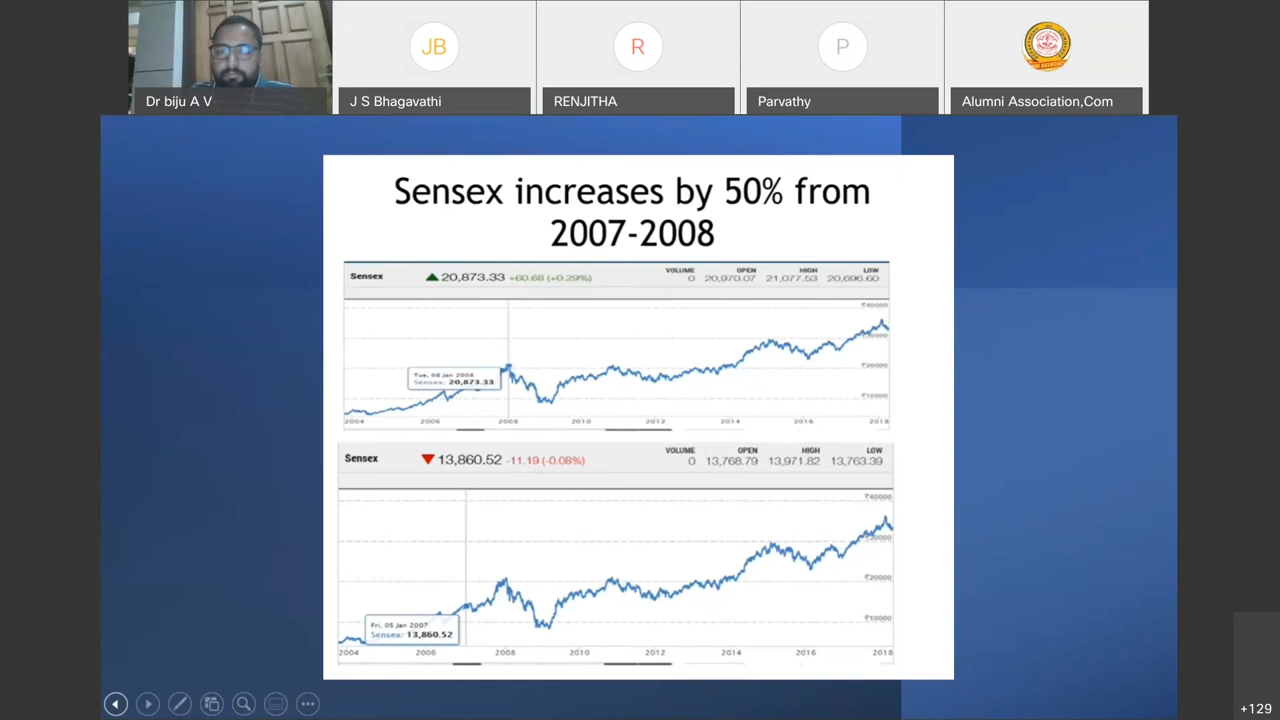 JB
R
P
Dr biju A V
J S Bhagavathi
RENJITHA
Parvathy
Alumni Association,Com
Sensex increases by 50% from
2007-2008
Sensex 20,873.33 +60.68 (+0.29%) VOLUME 0 OPEN 20,970.07 HIGH 21,077.53 LOW 20,696.60
₹40000
₹30000
₹20000
₹10000
Tue, 08 Jan 2008
Sensex: 20,873.33
2004 2006 2008 2010 2012 2014 2016 2018
Sensex 13,860.52 -11.19 (-0.08%) VOLUME 0 OPEN 13,768.79 HIGH 13,971.82 LOW 13,763.39
₹40000
₹30000
₹20000
₹10000
Fri, 05 Jan 2007
Sensex: 13,860.52
2004 2006 2008 2010 2012 2014 2016 2018
+129